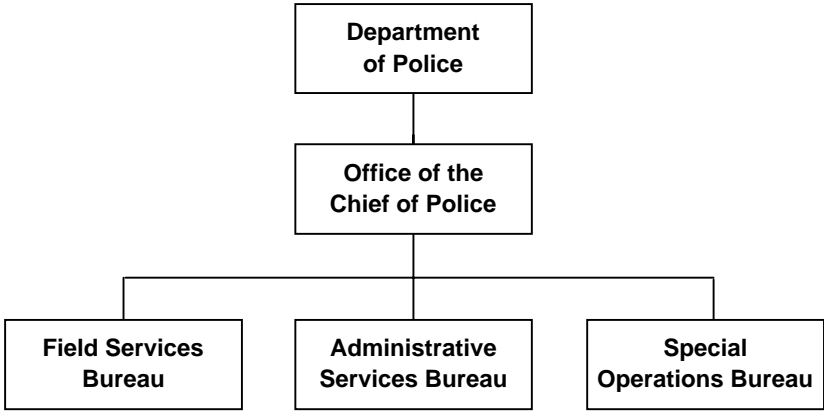 Department
of Police
Office of the
Chief of Police
Field Services
Bureau
Administrative
Services Bureau
Special
Operations Bureau